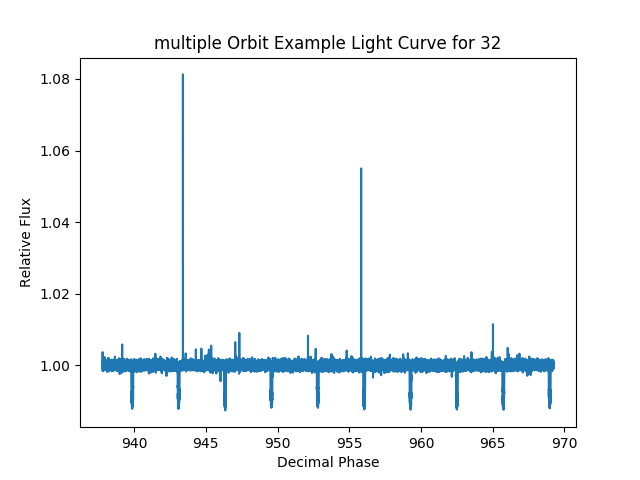 multiple Orbit Example Light Curve for 32
1.08
1.06
1.04
1.02
1.00
Relative Flux
940 945 950 955 960 965 970
Decimal Phase